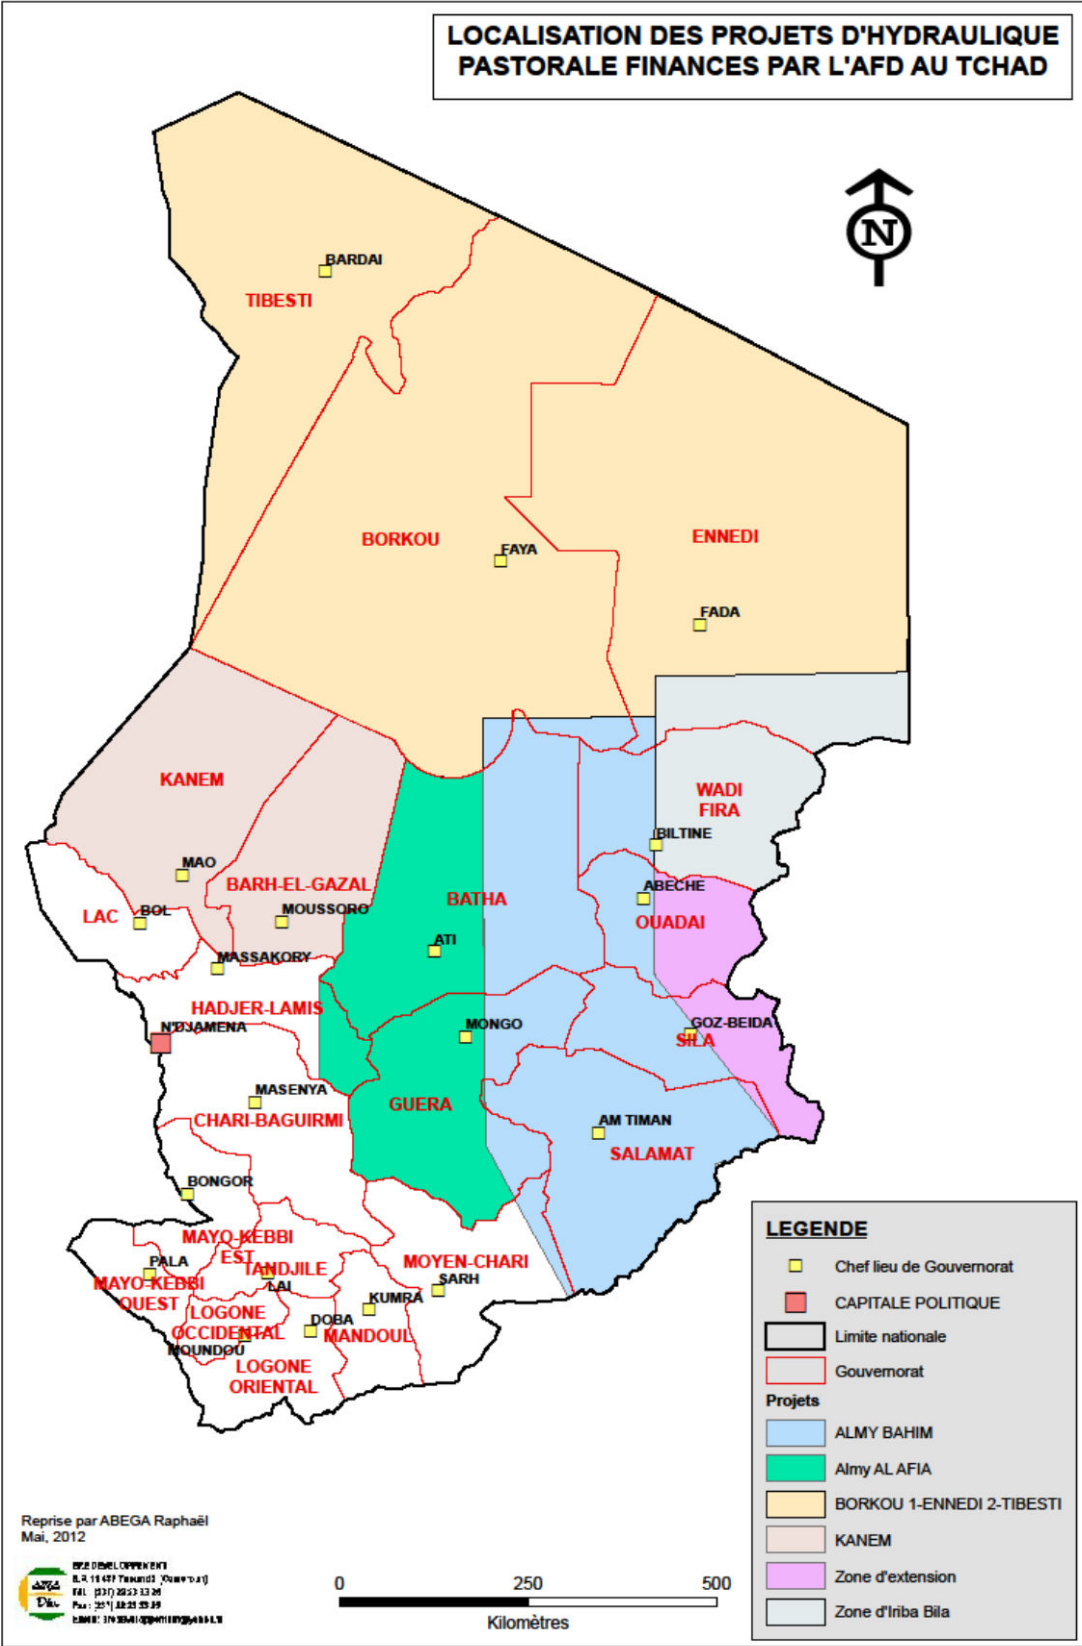 LOCALISATION DES PROJETS D'HYDRAULIQUE
PASTORALE FINANCES PAR L'AFD AU TCHAD
N
BARDAI
TIBESTI
BORKOU
FAYA
ENNEDI
FADA
KANEM
WADI
FIRA
BILTINE
MAO
BARH-EL-GAZAL
ABECHE
BATHA
LAC
BOL
MOUSSORO
OUADAI
ATI
MASSAKORY
HADJER-LAMIS
N'DJAMENA
MONGO
GOZ-BEIDA
SILA
MASENYA
GUERA
CHARI-BAGUIRMI
AM TIMAN
SALAMAT
BONGOR
MAYO-KEBBI
EST
PALA
TANDJILE
MOYEN-CHARI
MAYO-KEBBI
OUEST
LAI
SARH
KUMRA
LOGONE
OCCIDENTAL
DOBA
MANDOUL
MOUNDOU
LOGONE
ORIENTAL
LEGENDE
Chef lieu de Gouvernorat
CAPITALE POLITIQUE
Limite nationale
Gouvernorat
Projets
ALMY BAHIM
Almy AL AFIA
BORKOU 1-ENNEDI 2-TIBESTI
KANEM
Zone d'extension
Zone d'Iriba Bila
Reprise par ABEGA Raphaël
Mai, 2012
0 250 500
Kilomètres